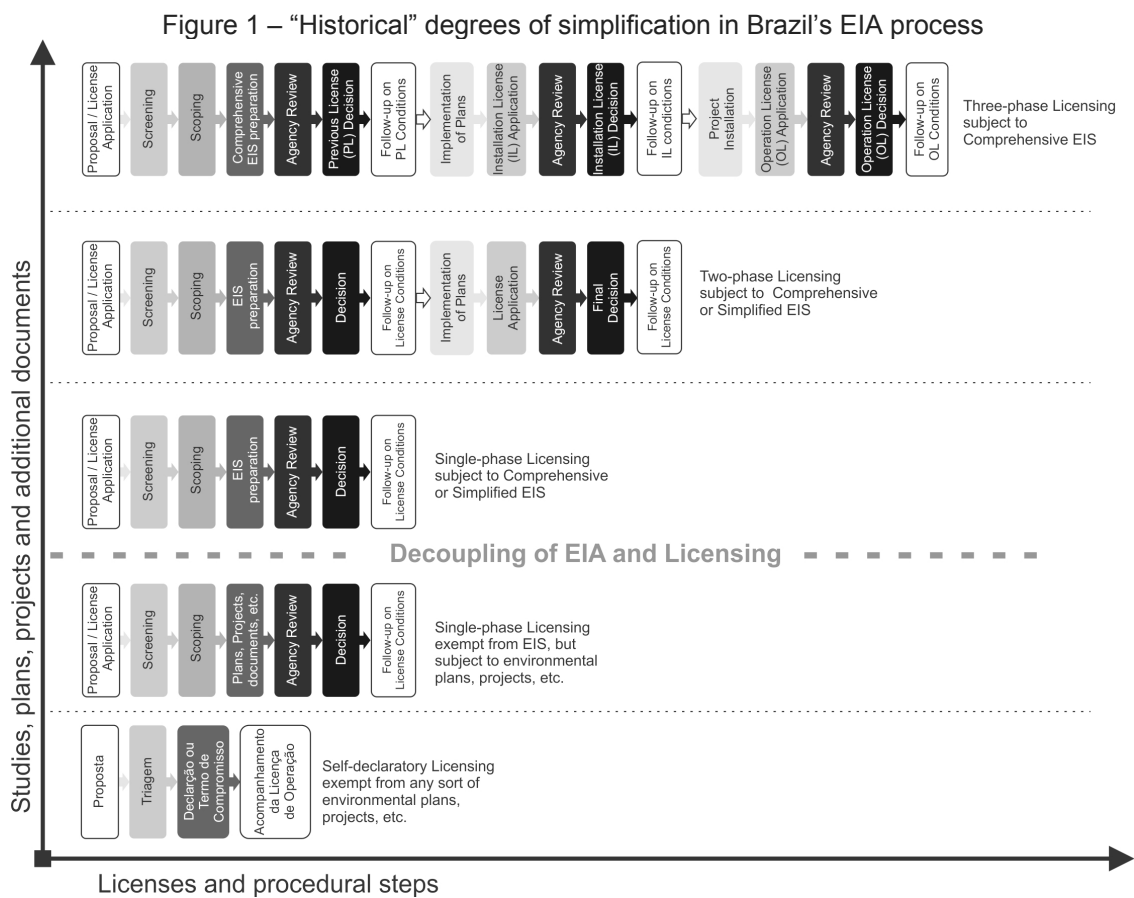 Figure 1 – “Historical” degrees of simplification in Brazil’s EIA process
Studies, plans, projects and additional documents
Proposal / License
Application
Screening
Scoping
Comprehensive
EIS preparation
Agency Review
Previous License
(PL) Decision
Follow-up on
PL Conditions
Implementation
of Plans
Installation License
(IL) Application
Agency Review
Installation License
(IL) Decision
Follow-up on
IL condictions
Project
Installation
Operation License
(OL) Application
Agency Review
Operation License
(OL) Decision
Follow-up on
OL Conditions
Three-phase Licensing
subject to
Comprehensive EIS
Proposal / License
Application
Screening
Scoping
EIS
preparation
Agency Review
Decision
Follow-up on
License Conditions
Implementation
of Plans
License
Application
Agency Review
Final
Decision
Follow-up on
License Conditions
Two-phase Licensing
subject to Comprehensive
or Simplified EIS
Proposal / License
Application
Screening
Scoping
EIS
preparation
Agency Review
Decision
Follow-up on
License Conditions
Single-phase Licensing
subject to Comprehensive
or Simplified EIS
Decoupling of EIA and Licensing
Proposal / License
Application
Screening
Scoping
Plans, Projects,
documents, etc.
Agency Review
Decision
Follow-up on
License Conditions
Single-phase Licensing
exempt from EIS, but
subject to environmental
plans, projects, etc.
Proposta
Triagem
Declarção ou
Termo de
Compromisso
Acompanhamento
da Licença
de Operação
Self-declaratory Licensing
exempt from any sort of
environmental plans,
projects, etc.
Licenses and procedural steps